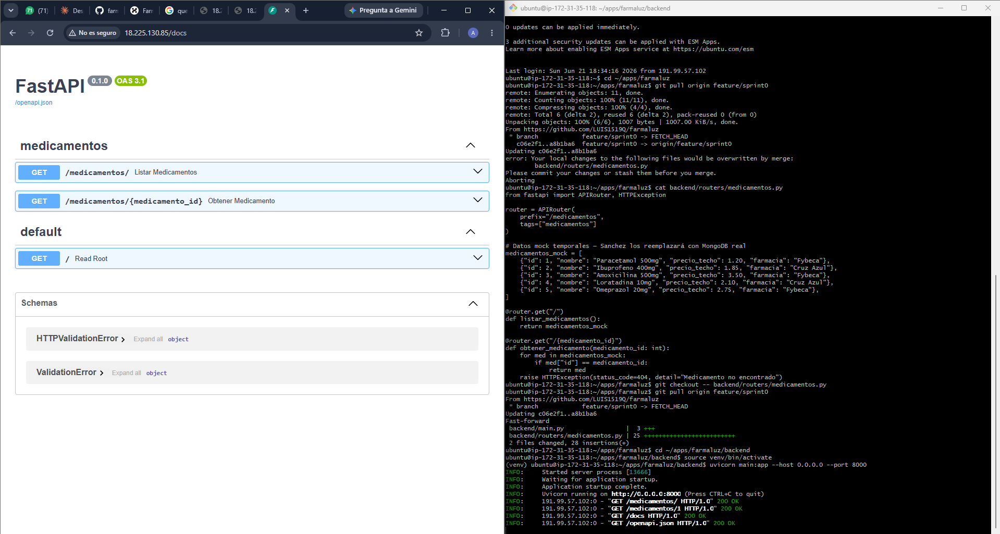 71 (71)
Des
farm
Farm
que
18.2
18.2
Pregunta a Gemini
No es seguro
18.225.130.85/docs
A
FastAPI 0.1.0 OAS 3.1
/openapi.json
medicamentos
GET /medicamentos/ Listar Medicamentos
GET /medicamentos/{medicamento_id} Obtener Medicamento
default
GET / Read Root
Schemas
HTTPValidationError Expand all object
ValidationError Expand all object
ubuntu@ip-172-31-35-118: ~/apps/farmaluz/backend
0 updates can be applied immediately.
3 additional security updates can be applied with ESM Apps.
Learn more about enabling ESM Apps service at https://ubuntu.com/esm
Last login: Sun Jun 21 18:34:16 2026 from 191.99.57.102
ubuntu@ip-172-31-35-118:~$ cd ~/apps/farmaluz
ubuntu@ip-172-31-35-118:~/apps/farmaluz$ git pull origin feature/sprint0
remote: Enumerating objects: 11, done.
remote: Counting objects: 100% (11/11), done.
remote: Compressing objects: 100% (4/4), done.
remote: Total 6 (delta 2), reused 6 (delta 2), pack-reused 0 (from 0)
Unpacking objects: 100% (6/6), 1007 bytes | 1007.00 KiB/s, done.
From https://github.com/LUIS1519Q/farmaluz
 * branch            feature/sprint0 -> FETCH_HEAD
   c06e2f1..a8b1ba6  feature/sprint0 -> origin/feature/sprint0
Updating c06e2f1..a8b1ba6
error: Your local changes to the following files would be overwritten by merge:
        backend/routers/medicamentos.py
Please commit your changes or stash them before you merge.
Aborting
ubuntu@ip-172-31-35-118:~/apps/farmaluz$ cat backend/routers/medicamentos.py
from fastapi import APIRouter, HTTPException
router = APIRouter(
    prefix="/medicamentos",
    tags=["medicamentos"]
)
# Datos mock temporales – Sanchez los reemplazará con MongoDB real
medicamentos_mock = [
    {"id": 1, "nombre": "Paracetamol 500mg", "precio_techo": 1.20, "farmacia": "Fybeca"},
    {"id": 2, "nombre": "Ibuprofeno 400mg", "precio_techo": 1.85, "farmacia": "Cruz Azul"},
    {"id": 3, "nombre": "Amoxicilina 500mg", "precio_techo": 3.50, "farmacia": "Fybeca"},
    {"id": 4, "nombre": "Loratadina 10mg", "precio_techo": 2.10, "farmacia": "Cruz Azul"},
    {"id": 5, "nombre": "Omeprazol 20mg", "precio_techo": 2.75, "farmacia": "Fybeca"},
]
@router.get("/")
def listar_medicamentos():
    return medicamentos_mock
@router.get("/{medicamento_id}")
def obtener_medicamento(medicamento_id: int):
    for med in medicamentos_mock:
        if med["id"] == medicamento_id:
            return med
    raise HTTPException(status_code=404, detail="Medicamento no encontrado")
ubuntu@ip-172-31-35-118:~/apps/farmaluz$ git checkout -- backend/routers/medicamentos.py
ubuntu@ip-172-31-35-118:~/apps/farmaluz$ git pull origin feature/sprint0
From https://github.com/LUIS1519Q/farmaluz
 * branch            feature/sprint0 -> FETCH_HEAD
Updating c06e2f1..a8b1ba6
Fast-forward
 backend/main.py                 |  3 +++
 backend/routers/medicamentos.py | 25 +++++++++++++++++++++++++
 2 files changed, 28 insertions(+)
ubuntu@ip-172-31-35-118:~/apps/farmaluz$ cd ~/apps/farmaluz/backend
ubuntu@ip-172-31-35-118:~/apps/farmaluz/backend$ source venv/bin/activate
(venv) ubuntu@ip-172-31-35-118:~/apps/farmaluz/backend$ uvicorn main:app --host 0.0.0.0 --port 8000
INFO:     Started server process [13666]
INFO:     Waiting for application startup.
INFO:     Application startup complete.
INFO:     Uvicorn running on http://0.0.0.0:8000 (Press CTRL+C to quit)
INFO:     191.99.57.102:0 - "GET /medicamentos/ HTTP/1.0" 200 OK
INFO:     191.99.57.102:0 - "GET /medicamentos/1 HTTP/1.0" 200 OK
INFO:     191.99.57.102:0 - "GET /docs HTTP/1.0" 200 OK
INFO:     191.99.57.102:0 - "GET /openapi.json HTTP/1.0" 200 OK